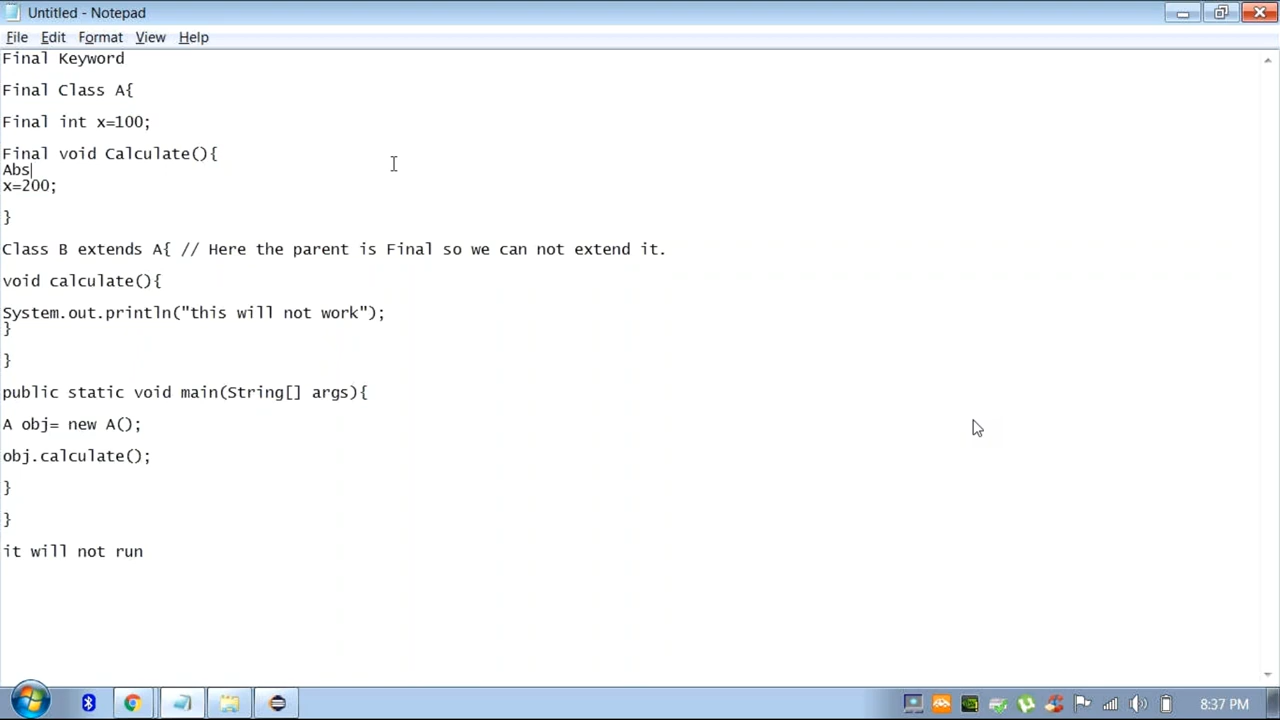 Untitled - Notepad
File Edit Format View Help
Final Keyword
Final Class A{
Final int x=100;
Final void Calculate(){
Abs
x=200;
}
Class B extends A{ // Here the parent is Final so we can not extend it.
void calculate(){
System.out.println("this will not work");
}
}
public static void main(String[] args){
A obj= new A();
obj.calculate();
}
}
it will not run
8:37 PM